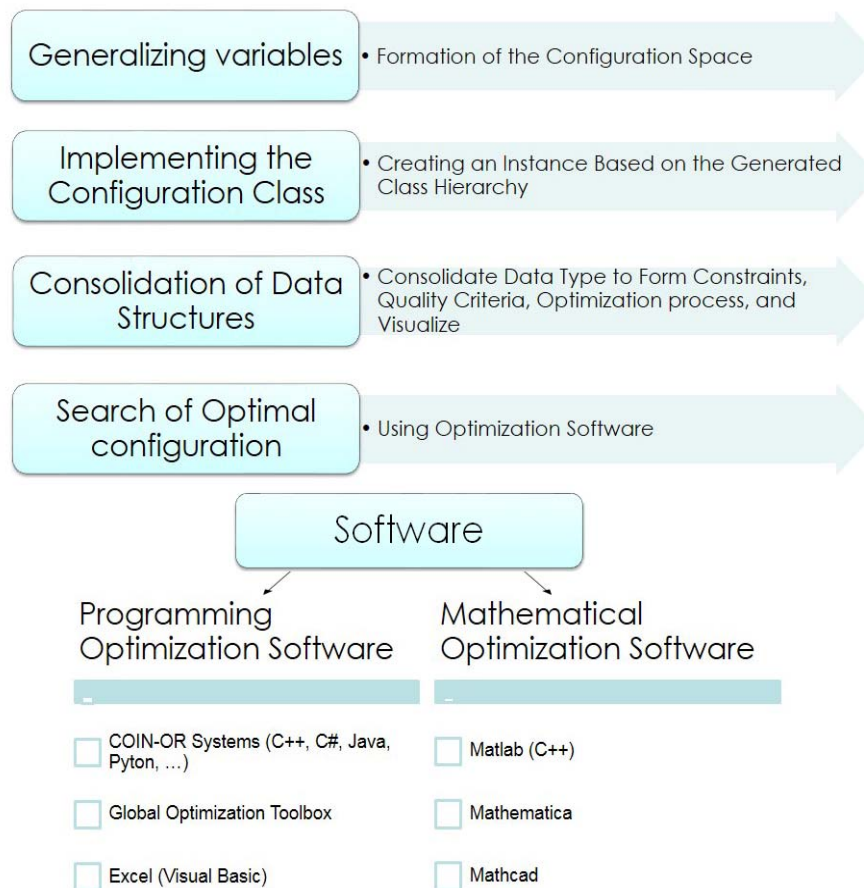 Generalizing variables
• Formation of the Configuration Space
Implementing the
Configuration Class
• Creating an Instance Based on the Generated
Class Hierarchy
Consolidation of Data
Structures
• Consolidate Data Type to Form Constraints,
Quality Criteria, Optimization process, and
Visualize
Search of Optimal
configuration
• Using Optimization Software
Software
Programming
Optimization Software
COIN-OR Systems (C++, C#, Java,
Pyton, ...)
Global Optimization Toolbox
Excel (Visual Basic)
Mathematical
Optimization Software
Matlab (C++)
Mathematica
Mathcad